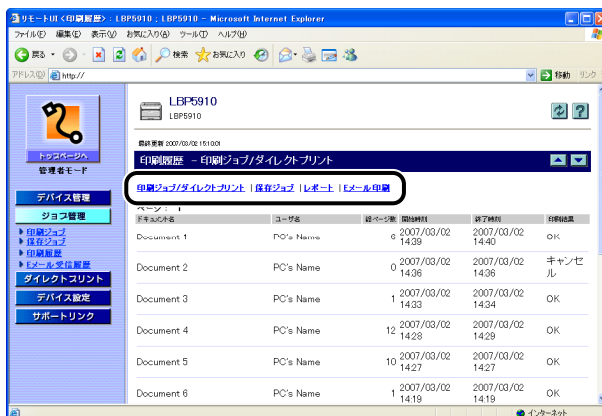 リモートUI <印刷履歴> : LBP5910 ; LBP5910 - Microsoft Internet Explorer
ファイル(F) 編集(E) 表示(V) お気に入り(A) ツール(T) ヘルプ(H)
戻る 検索 お気に入り
アドレス(D) http:// 移動 リンク
LBP5910
LBP5910
最終更新 2007/03/02 15:10:01
トップページへ
管理者モード
印刷履歴 - 印刷ジョブ/ダイレクトプリント
印刷ジョブ/ダイレクトプリント | 保存ジョブ | レポート | Eメール印刷
デバイス管理
ジョブ管理
印刷ジョブ
保存ジョブ
印刷履歴
Eメール受信履歴
ダイレクトプリント
デバイス設定
サポートリンク
ページ : 1
ドキュメント名 ユーザ名 総ページ数 開始時刻 終了時刻 印刷結果
Document 1 PC's Name 6 2007/03/02 14:39 2007/03/02 14:40 OK
Document 2 PC's Name 0 2007/03/02 14:36 2007/03/02 14:36 キャンセル
Document 3 PC's Name 1 2007/03/02 14:33 2007/03/02 14:34 OK
Document 4 PC's Name 12 2007/03/02 14:28 2007/03/02 14:29 OK
Document 5 PC's Name 10 2007/03/02 14:27 2007/03/02 14:27 OK
Document 6 PC's Name 1 2007/03/02 14:19 2007/03/02 14:19 OK
インターネット